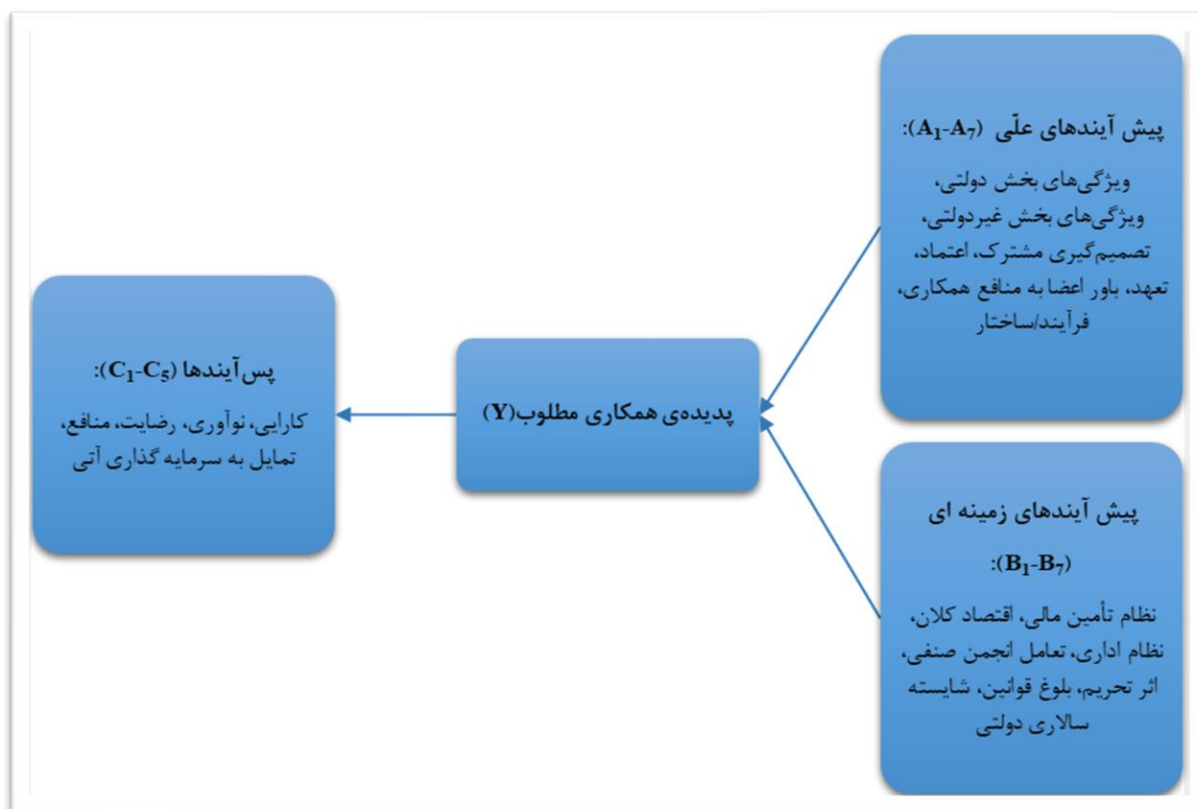 پیش آیندهای علّی (A1-A7):
ویژگی‌های بخش دولتی،
ویژگی‌های بخش غیردولتی،
تصمیم‌گیری مشترک، اعتماد،
تعهد، باور اعضا به منافع همکاری،
فرآیند/ساختار
پدیده‌ی همکاری مطلوب(Y)
پس‌آیندها (C1-C5):
کارایی، نوآوری، رضایت، منافع،
تمایل به سرمایه گذاری آتی
پیش آیندهای زمینه ای
(B1-B7):
نظام تأمین مالی، اقتصاد کلان،
نظام اداری، تعامل انجمن صنفی،
اثر تحریم، بلوغ قوانین، شایسته
سالاری دولتی